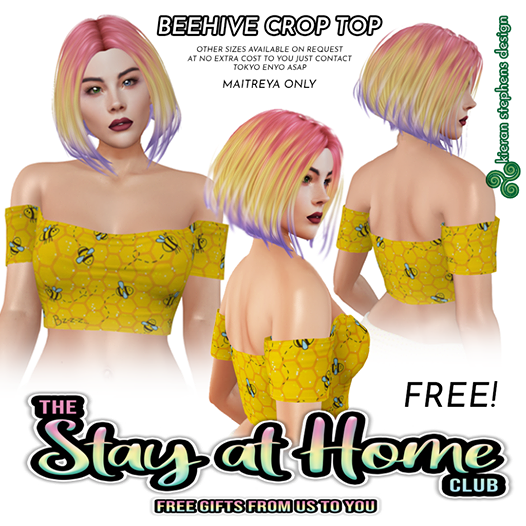 BEEHIVE CROP TOP
OTHER SIZES AVAILABLE ON REQUEST
AT NO EXTRA COST TO YOU JUST CONTACT
TOKYO ENYO ASAP
MAITREYA ONLY
kieran stephens design
Bzzz
FREE!
THE
Stay at Home
CLUB
FREE GIFTS FROM US TO YOU